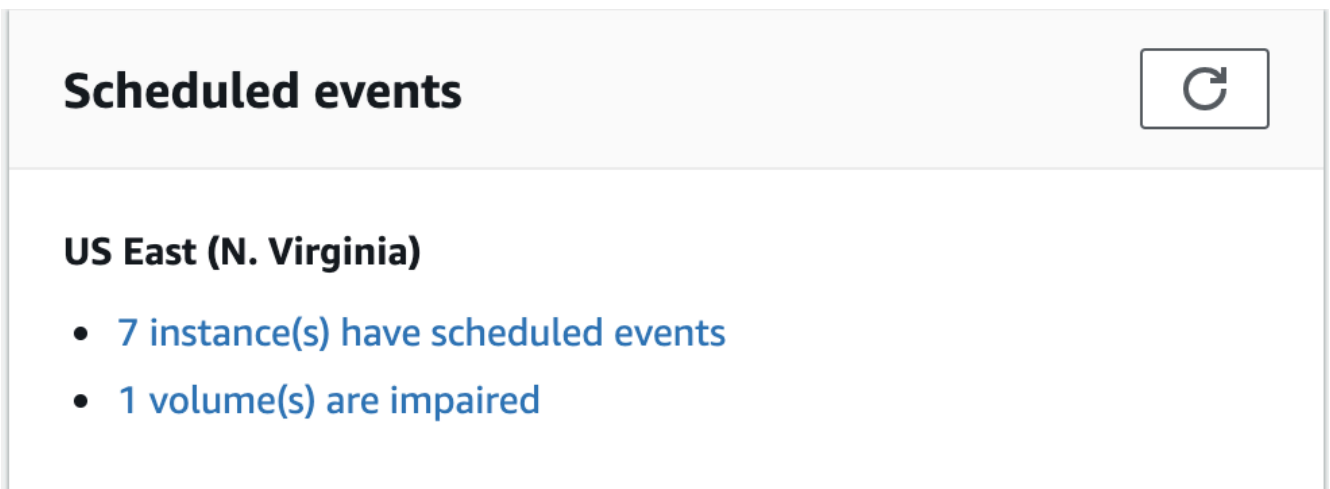 Scheduled events
US East (N. Virginia)
7 instance(s) have scheduled events
1 volume(s) are impaired